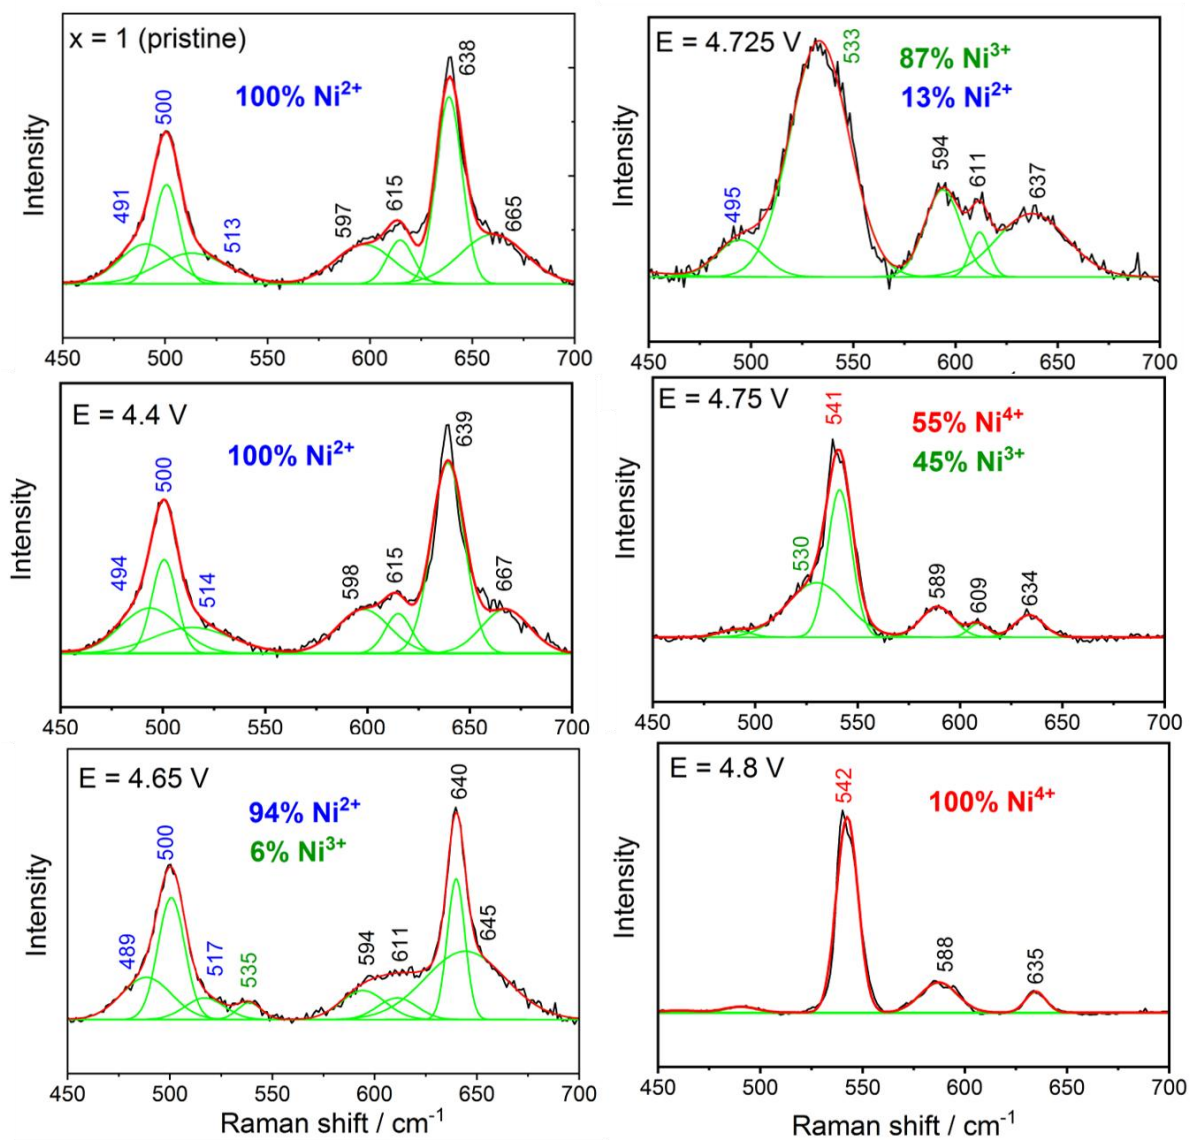 x = 1 (pristine)
100% Ni2+
491
500
513
597
615
638
665
Intensity
450 500 550 600 650 700
E = 4.725 V
87% Ni3+
13% Ni2+
495
533
594
611
637
Intensity
450 500 550 600 650 700
E = 4.4 V
100% Ni2+
494
500
514
598
615
639
667
Intensity
450 500 550 600 650 700
E = 4.75 V
55% Ni4+
45% Ni3+
530
541
589
609
634
Intensity
450 500 550 600 650 700
E = 4.65 V
94% Ni2+
6% Ni3+
489
500
517
535
594
611
640
645
Intensity
450 500 550 600 650 700
Raman shift / cm-1
E = 4.8 V
100% Ni4+
542
588
635
Intensity
450 500 550 600 650 700
Raman shift / cm-1